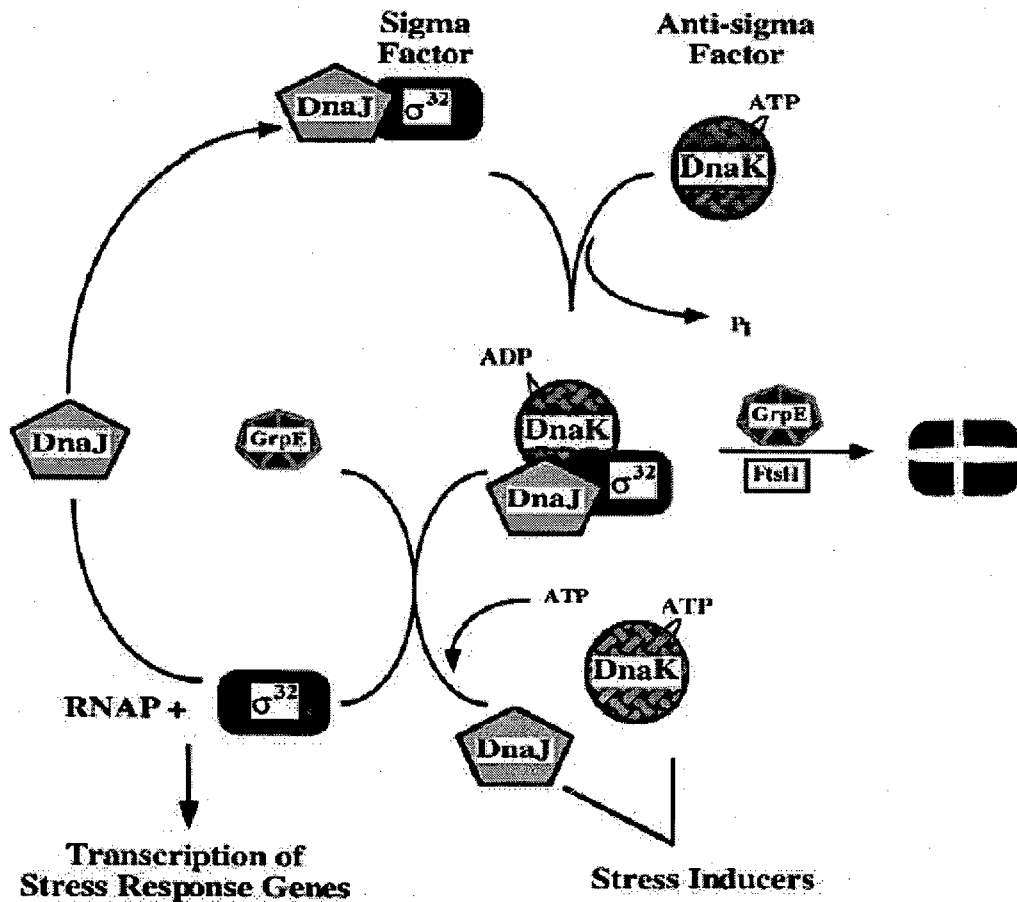 Sigma
Factor
Anti-sigma
Factor
DnaJ
σ32
ATP
DnaK
Pi
ADP
DnaK
DnaJ
σ32
GrpE
FtsH
DnaJ
GrpE
ATP
ATP
DnaK
RNAP +
σ32
DnaJ
Transcription of
Stress Response Genes
Stress Inducers